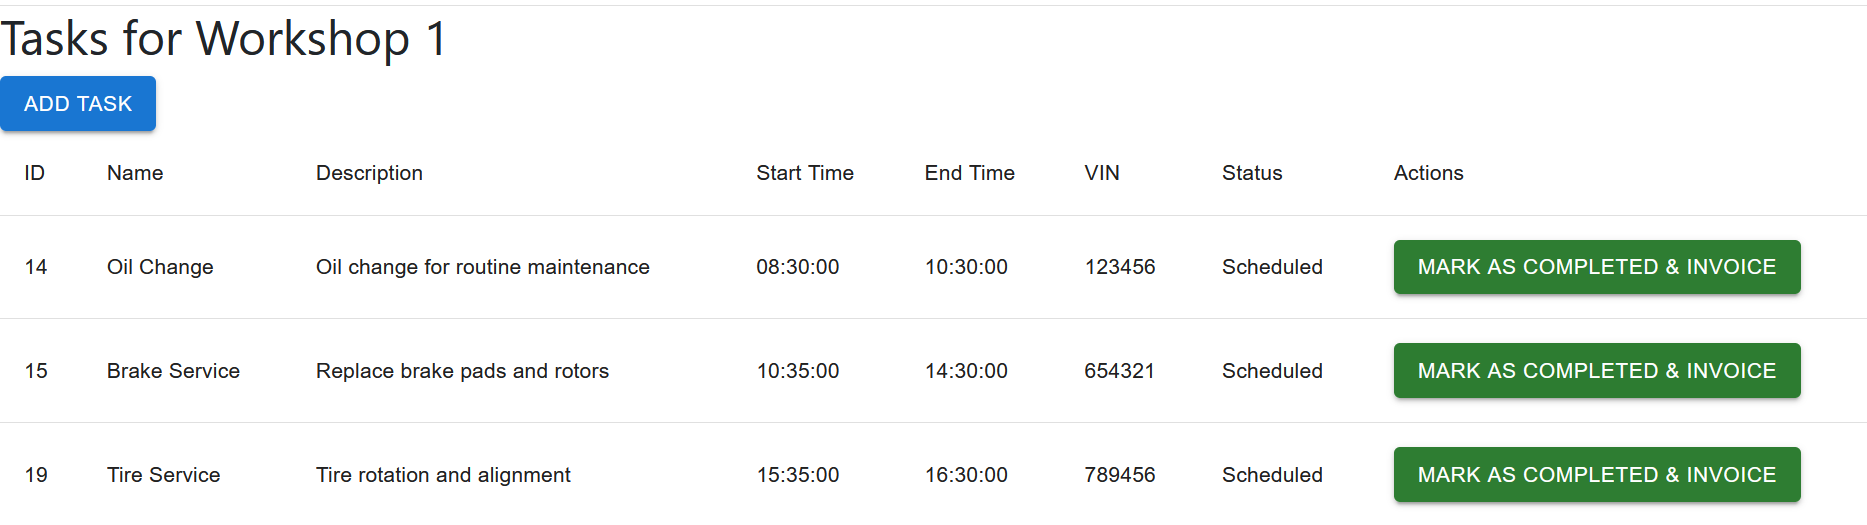 Tasks for Workshop 1
ADD TASK
ID Name Description Start Time End Time VIN Status Actions
14 Oil Change Oil change for routine maintenance 08:30:00 10:30:00 123456 Scheduled MARK AS COMPLETED & INVOICE
15 Brake Service Replace brake pads and rotors 10:35:00 14:30:00 654321 Scheduled MARK AS COMPLETED & INVOICE
19 Tire Service Tire rotation and alignment 15:35:00 16:30:00 789456 Scheduled MARK AS COMPLETED & INVOICE